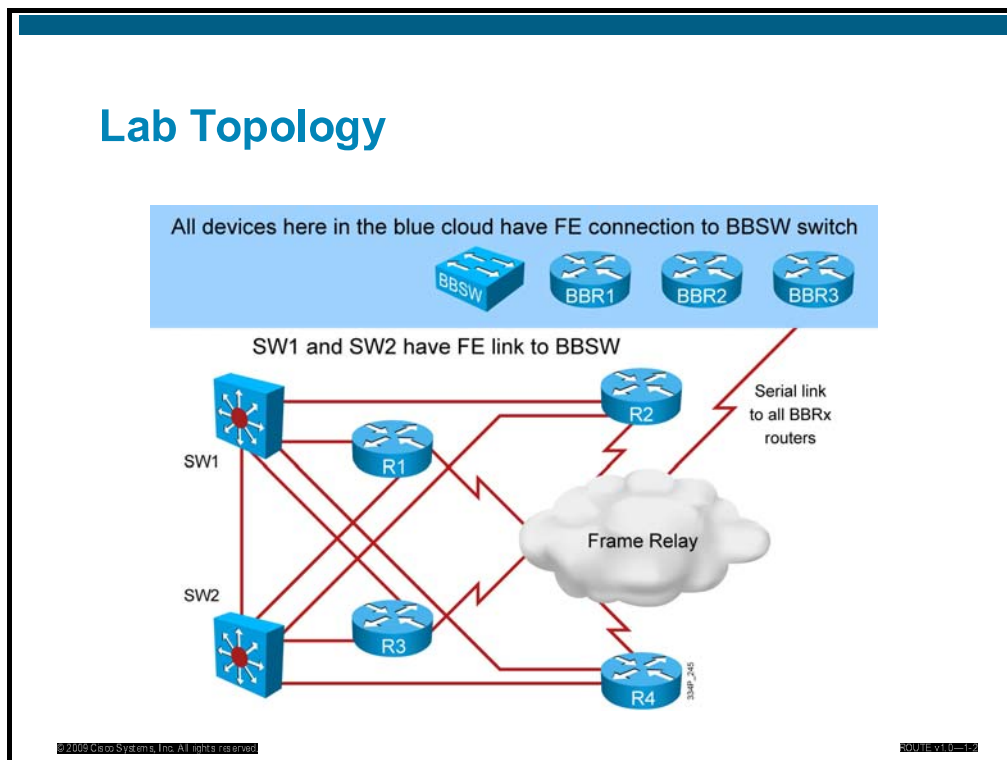 Lab Topology
All devices here in the blue cloud have FE connection to BBSW switch
BBSW
BBR1
BBR2
BBR3
SW1 and SW2 have FE link to BBSW
R2
Serial link
to all BBRx
routers
SW1
R1
Frame Relay
SW2
R3
R4
334P_245
© 2009 Cisco Systems, Inc. All rights reserved.
ROUTE v1.0—1-2